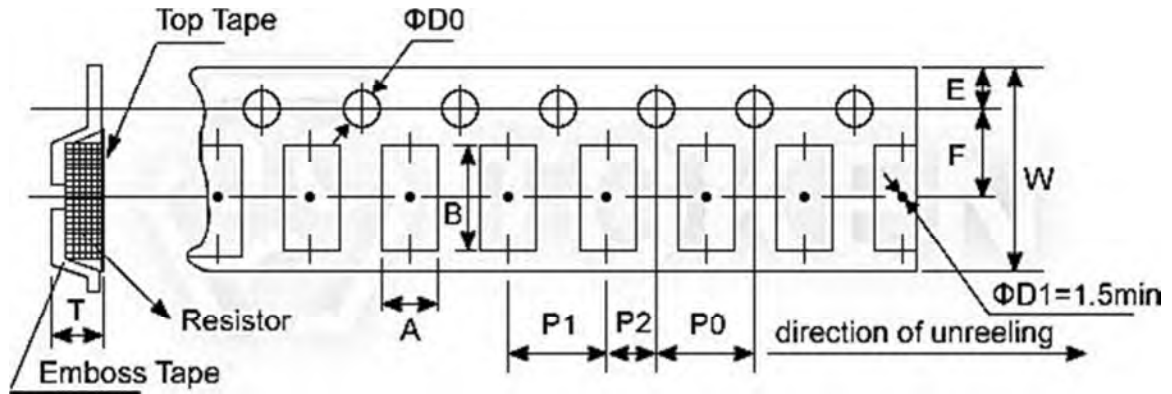 Top Tape
ΦD0
E
F
W
B
T
Resistor
A
P1
P2
P0
ΦD1=1.5min
direction of unreeling
Emboss Tape